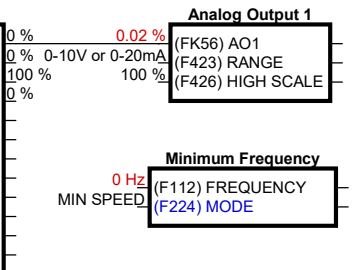 Analog Output 1
0 % 0.02 % (FK56) AO1
0 % 0-10V or 0-20mA (F423) RANGE
100 % 100 % (F426) HIGH SCALE
0 %
Minimum Frequency
0 Hz (F112) FREQUENCY
MIN SPEED (F224) MODE